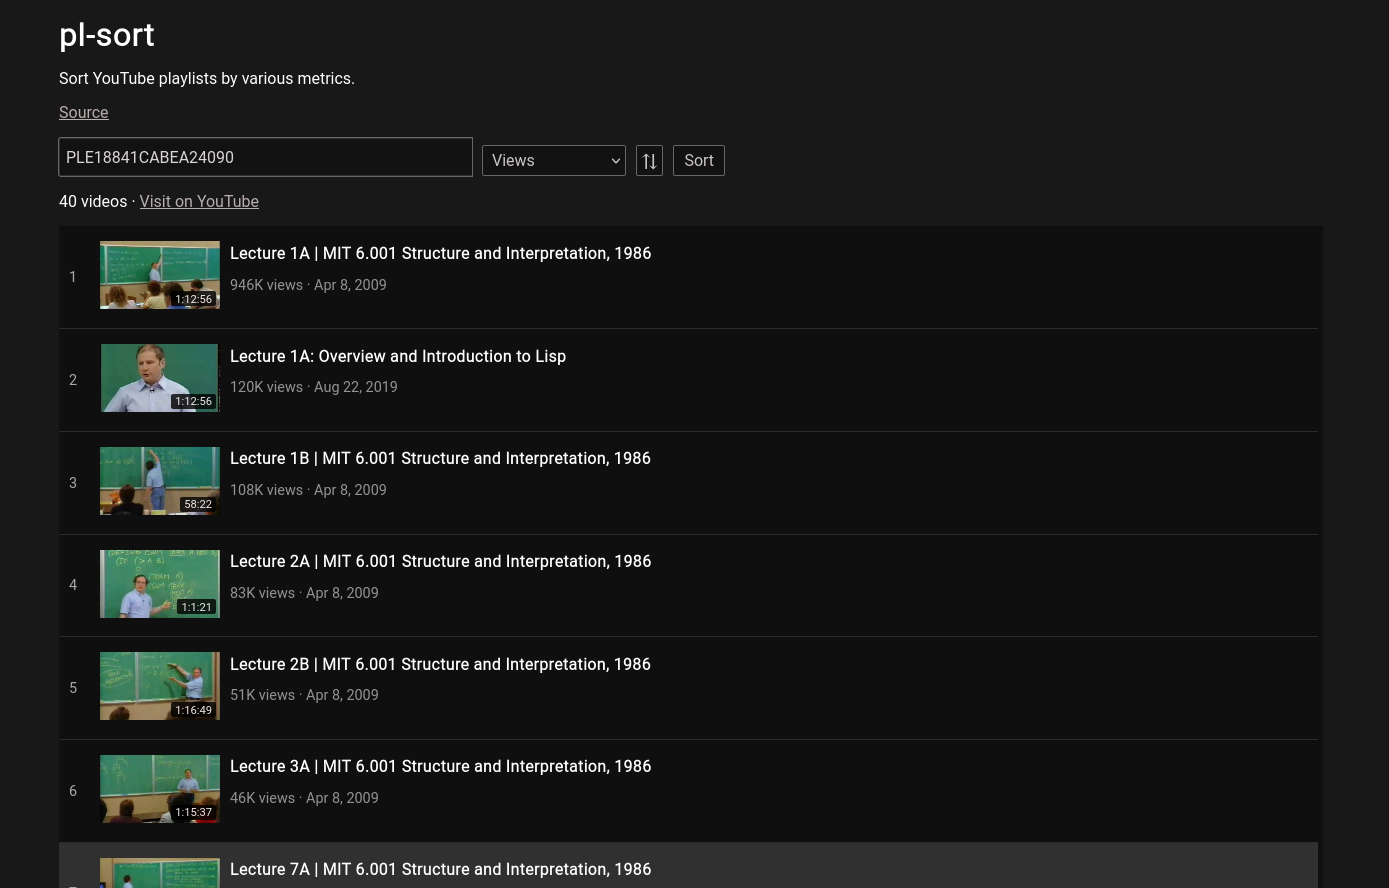 pl-sort
Sort YouTube playlists by various metrics.
Source
PLE18841CABEA24090
Views
Sort
40 videos · Visit on YouTube
1
1:12:56
Lecture 1A | MIT 6.001 Structure and Interpretation, 1986
946K views · Apr 8, 2009
2
1:12:56
Lecture 1A: Overview and Introduction to Lisp
120K views · Aug 22, 2019
3
58:22
Lecture 1B | MIT 6.001 Structure and Interpretation, 1986
108K views · Apr 8, 2009
4
1:1:21
Lecture 2A | MIT 6.001 Structure and Interpretation, 1986
83K views · Apr 8, 2009
5
1:16:49
Lecture 2B | MIT 6.001 Structure and Interpretation, 1986
51K views · Apr 8, 2009
6
1:15:37
Lecture 3A | MIT 6.001 Structure and Interpretation, 1986
46K views · Apr 8, 2009
Lecture 7A | MIT 6.001 Structure and Interpretation, 1986